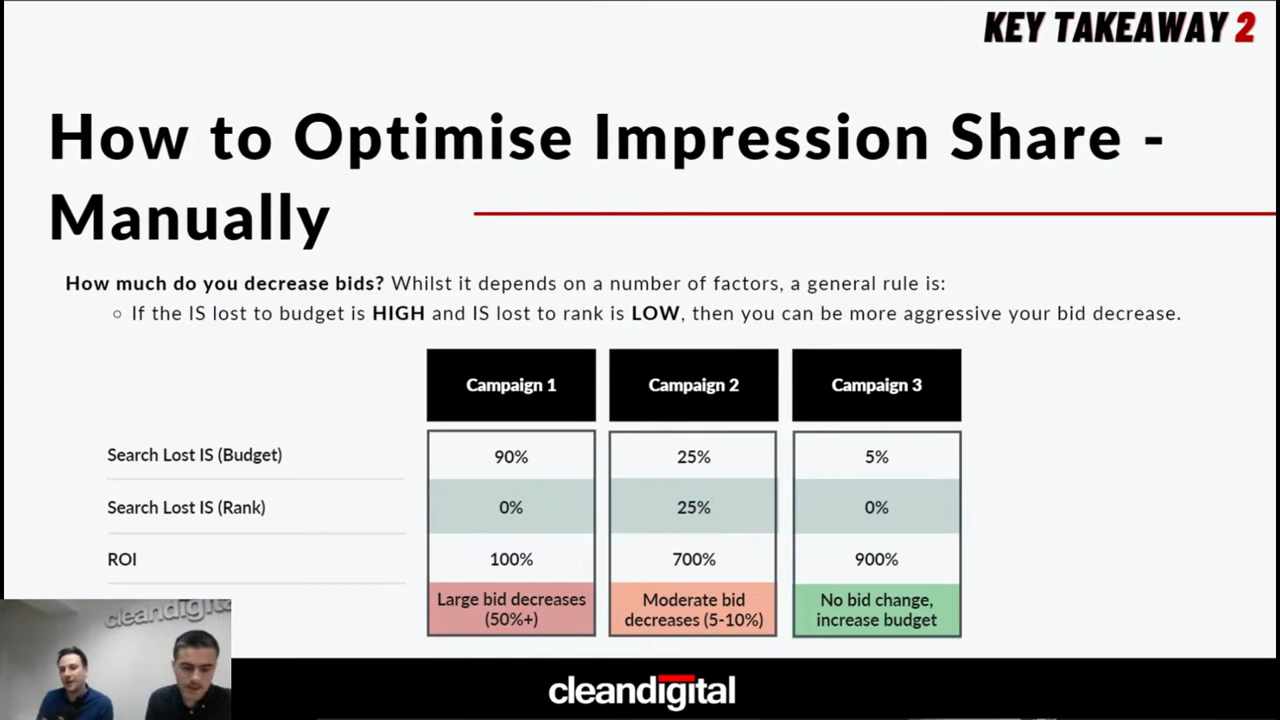 KEY TAKEAWAY 2
How to Optimise Impression Share -
Manually
How much do you decrease bids? Whilst it depends on a number of factors, a general rule is:
If the IS lost to budget is HIGH and IS lost to rank is LOW, then you can be more aggressive your bid decrease.
Campaign 1 Campaign 2 Campaign 3
Search Lost IS (Budget) 90% 25% 5%
Search Lost IS (Rank) 0% 25% 0%
ROI 100% 700% 900%
Large bid decreases
(50%+)
Moderate bid
decreases (5-10%)
No bid change,
increase budget
cleandigital
cleandigital